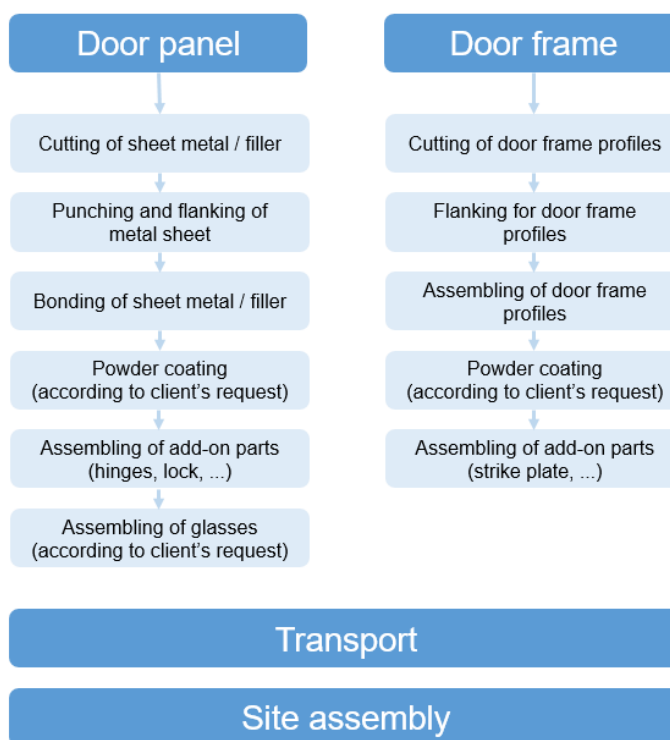 Door panel
Cutting of sheet metal / filler
Punching and flanking of
metal sheet
Bonding of sheet metal / filler
Powder coating
(according to client’s request)
Assembling of add-on parts
(hinges, lock, ...)
Assembling of glasses
(according to client’s request)
Door frame
Cutting of door frame profiles
Flanking for door frame
profiles
Assembling of door frame
profiles
Powder coating
(according to client’s request)
Assembling of add-on parts
(strike plate, ...)
Transport
Site assembly